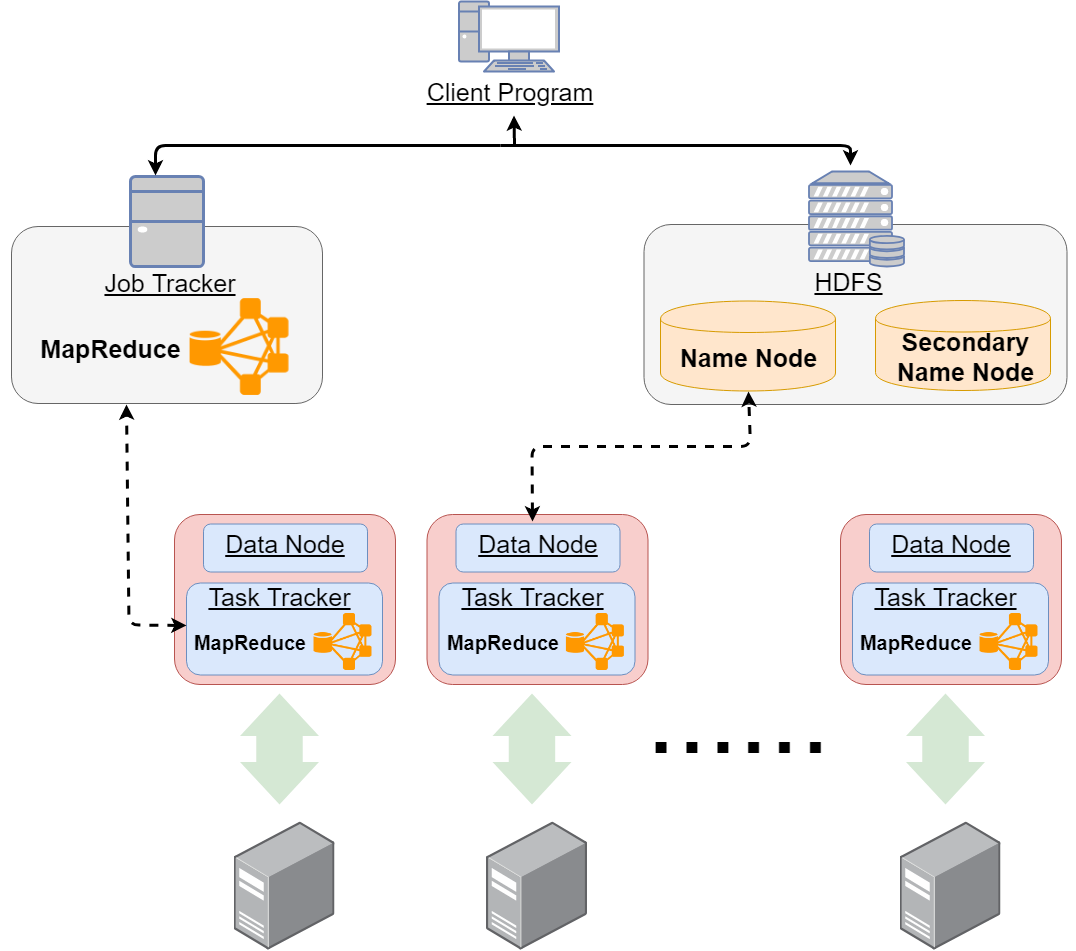 Client Program
Job Tracker
MapReduce
HDFS
Name Node
Secondary
Name Node
Data Node
Task Tracker
MapReduce
Data Node
Task Tracker
MapReduce
Data Node
Task Tracker
MapReduce